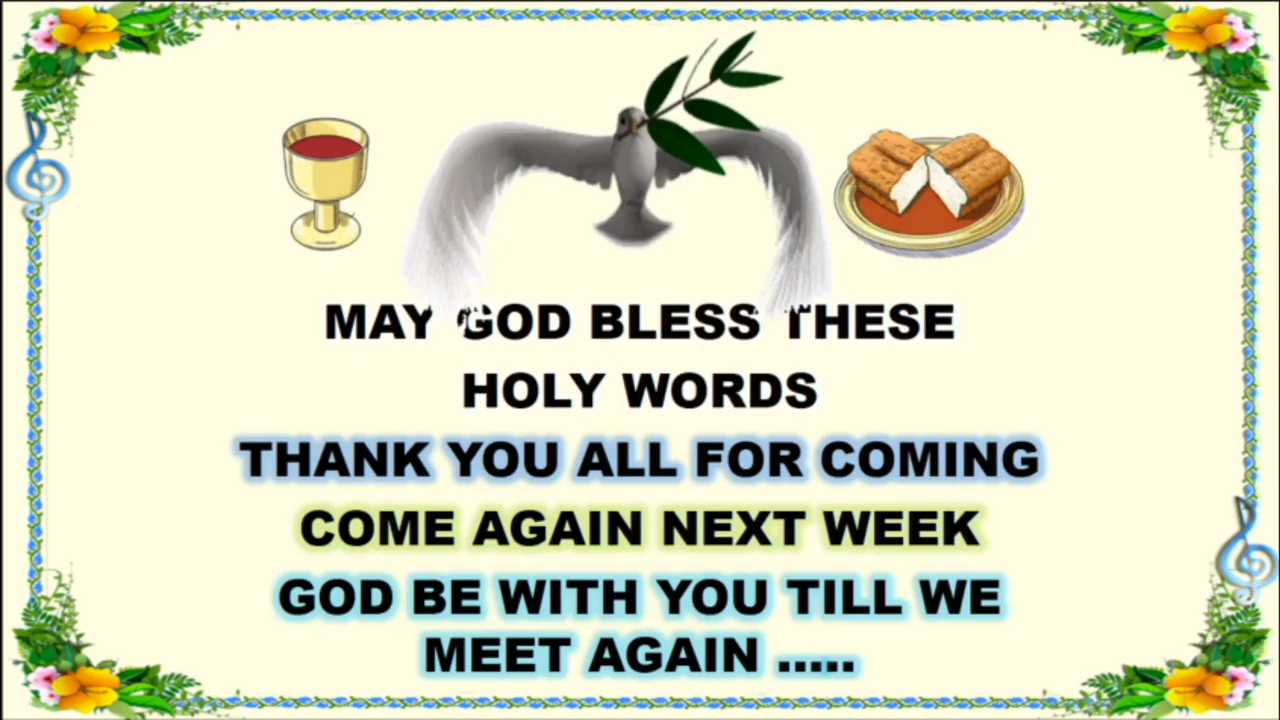 MAY GOD BLESS THESE
HOLY WORDS
THANK YOU ALL FOR COMING
COME AGAIN NEXT WEEK
GOD BE WITH YOU TILL WE
MEET AGAIN .....